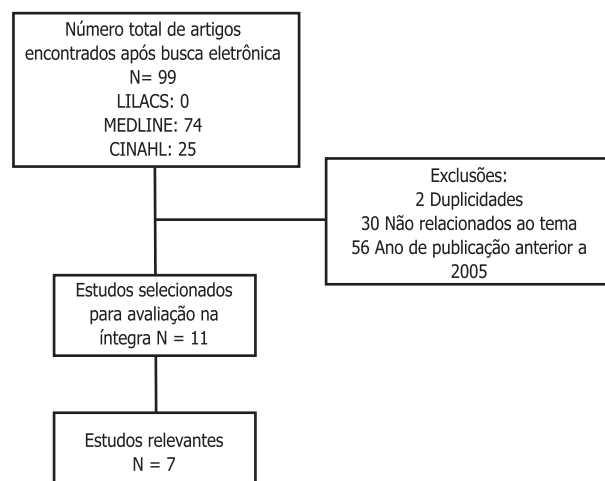 Número total de artigos
encontrados após busca eletrônica
N= 99
LILACS: 0
MEDLINE: 74
CINAHL: 25
Exclusões:
2 Duplicidades
30 Não relacionados ao tema
56 Ano de publicação anterior a
2005
Estudos selecionados
para avaliação na
íntegra N = 11
Estudos relevantes
N = 7